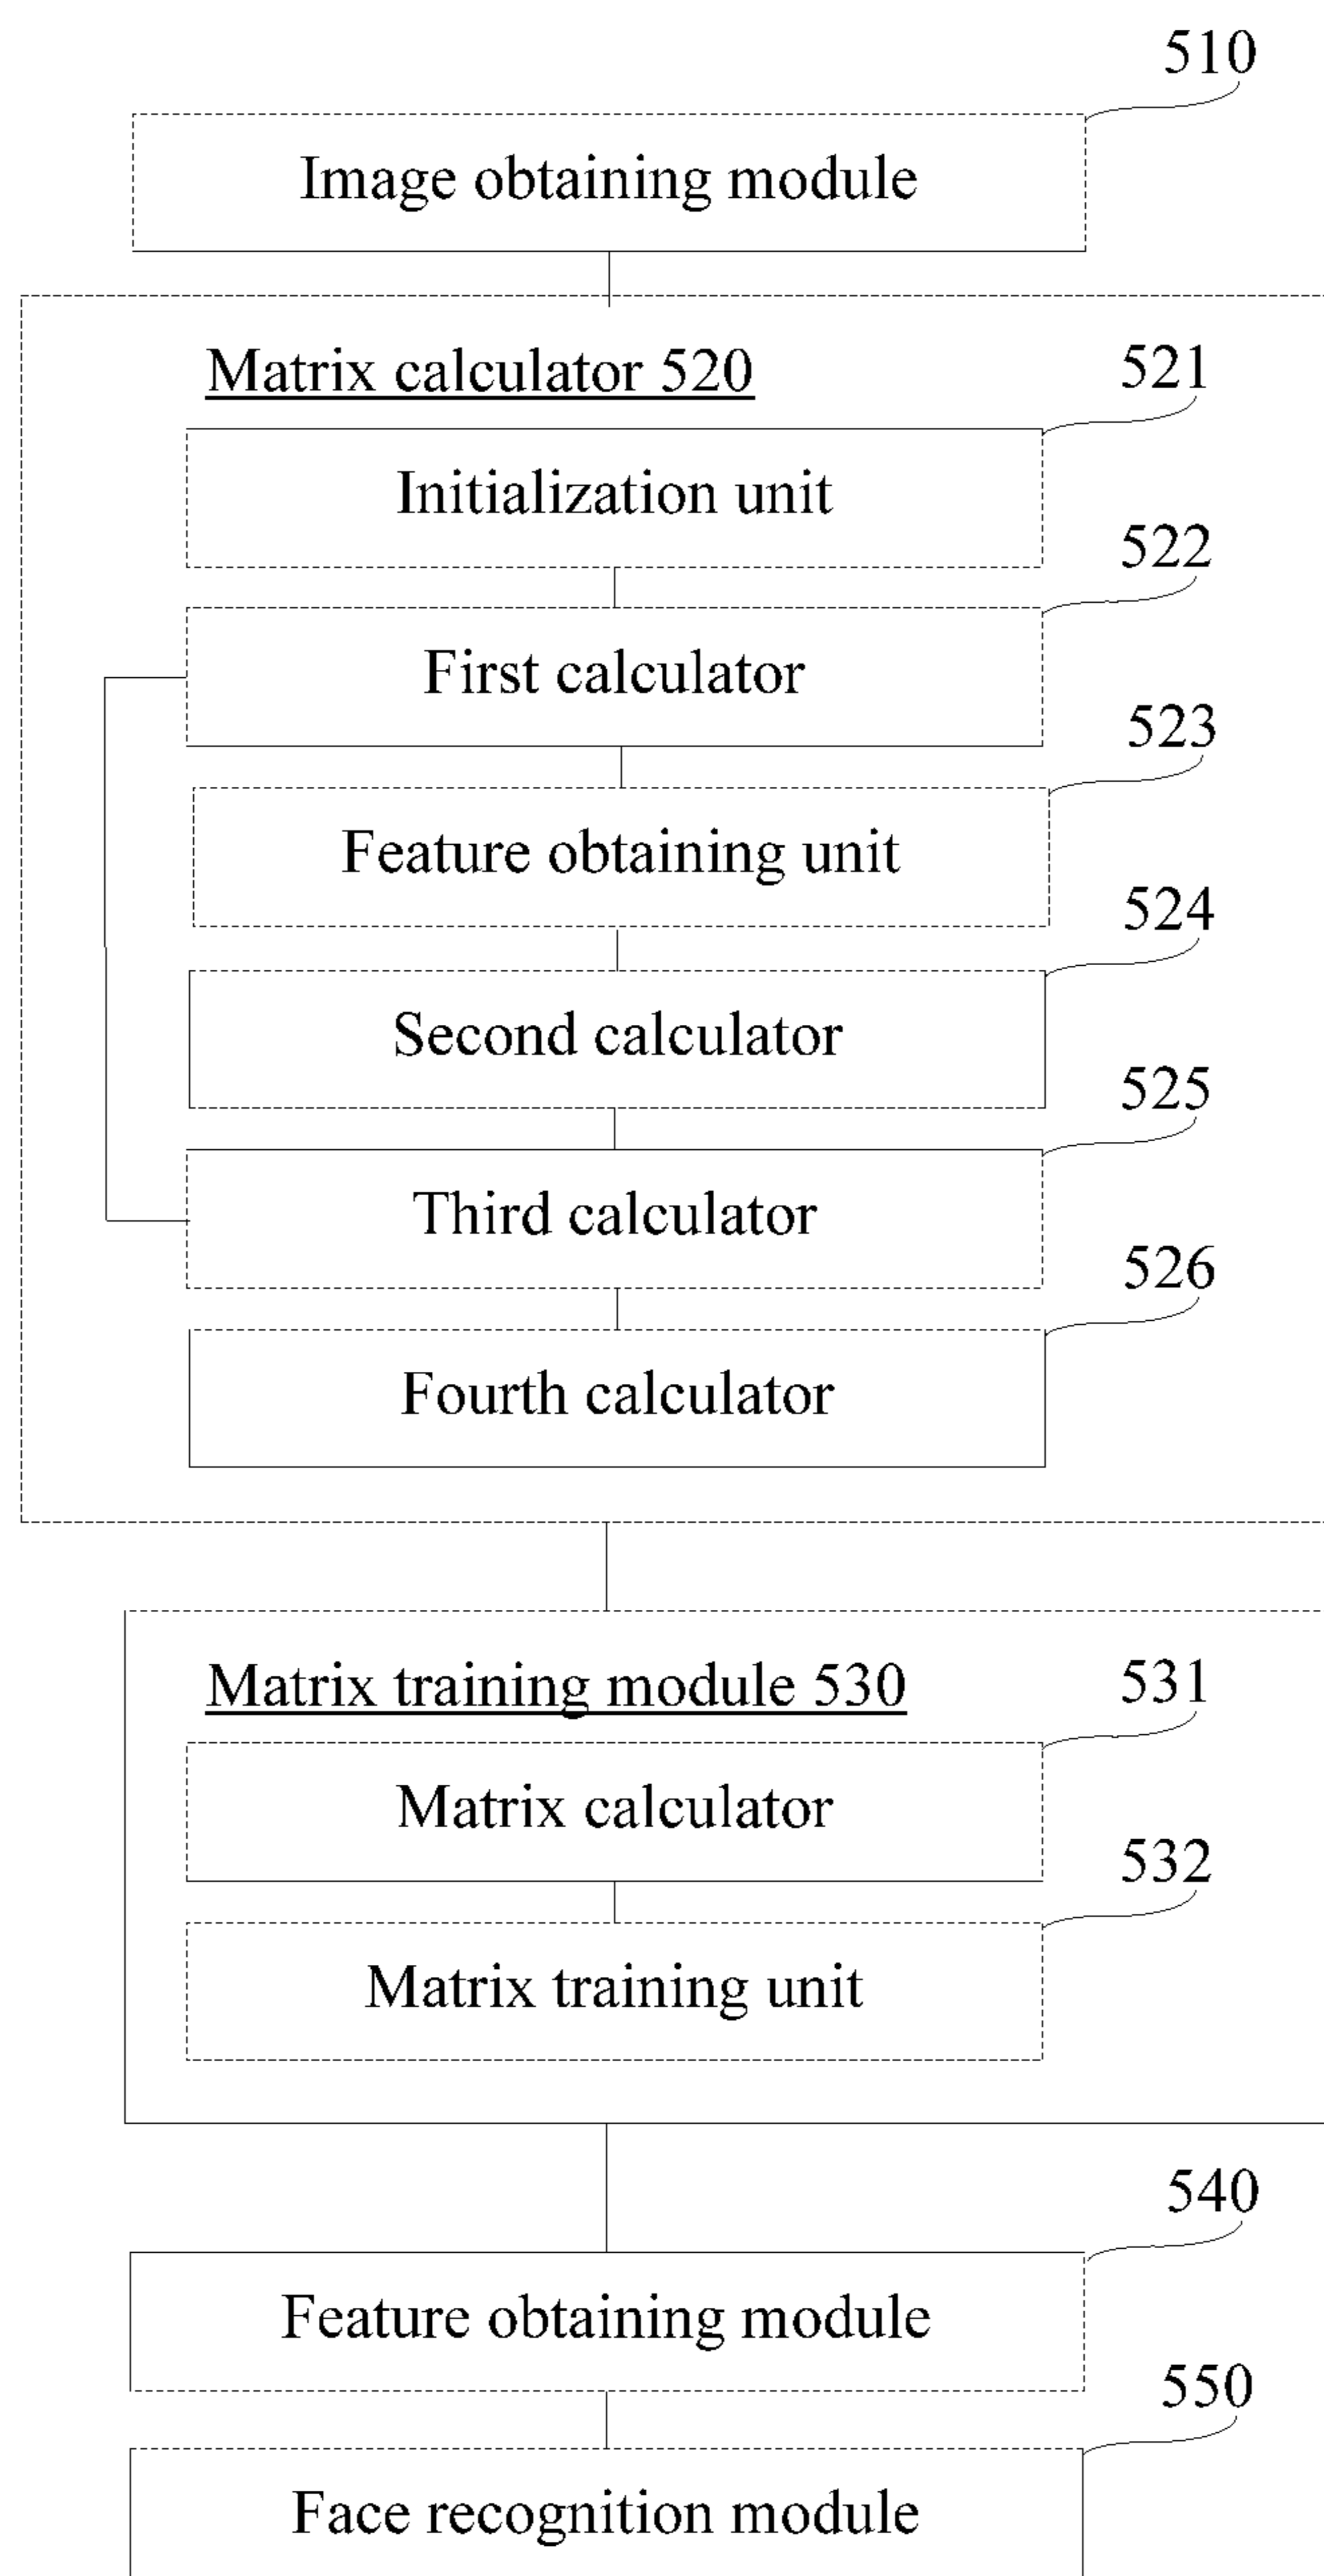 510
Image obtaining module
Matrix calculator 520
521
Initialization unit
522
First calculator
523
Feature obtaining unit
524
Second calculator
525
Third calculator
526
Fourth calculator
Matrix training module 530
531
Matrix calculator
532
Matrix training unit
540
Feature obtaining module
550
Face recognition module